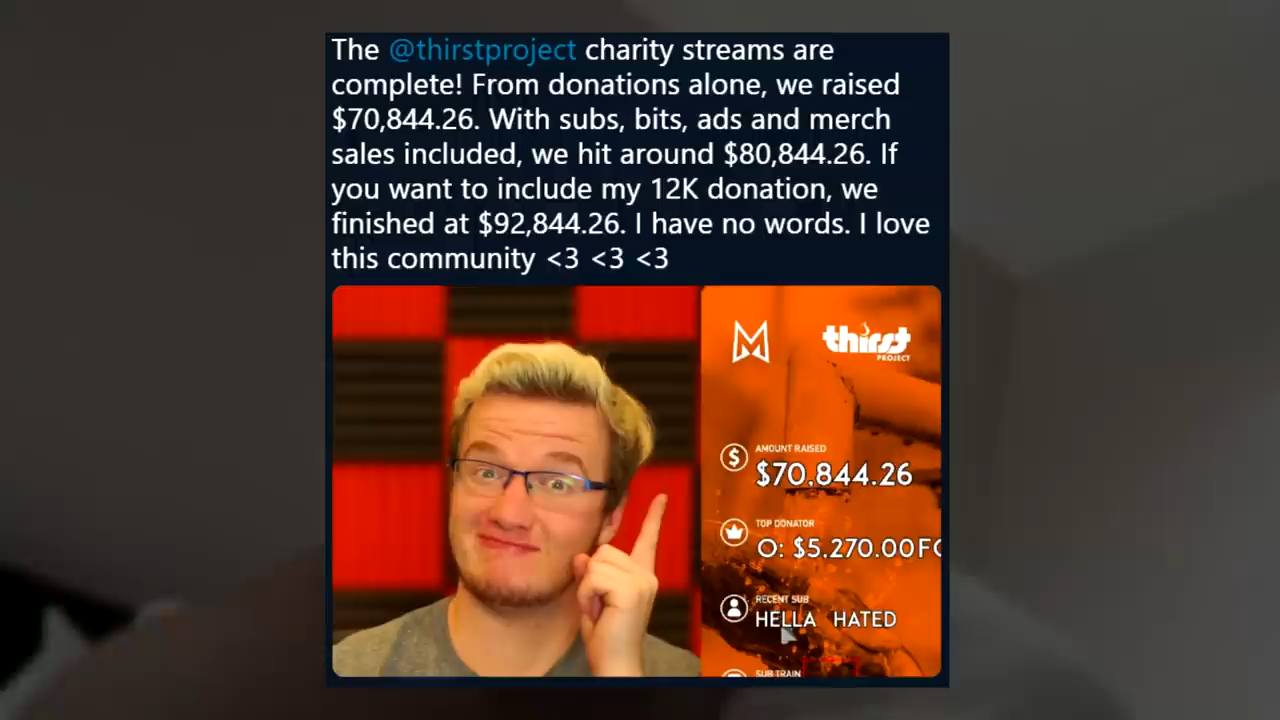 The @thirstproject charity streams are
complete! From donations alone, we raised
$70,844.26. With subs, bits, ads and merch
sales included, we hit around $80,844.26. If
you want to include my 12K donation, we
finished at $92,844.26. I have no words. I love
this community <3 <3 <3
M
thirst
PROJECT
AMOUNT RAISED
$70,844.26
TOP DONATOR
O: $5,270.00
RECENT SUB
HELLA HATED
SUB TRAIN